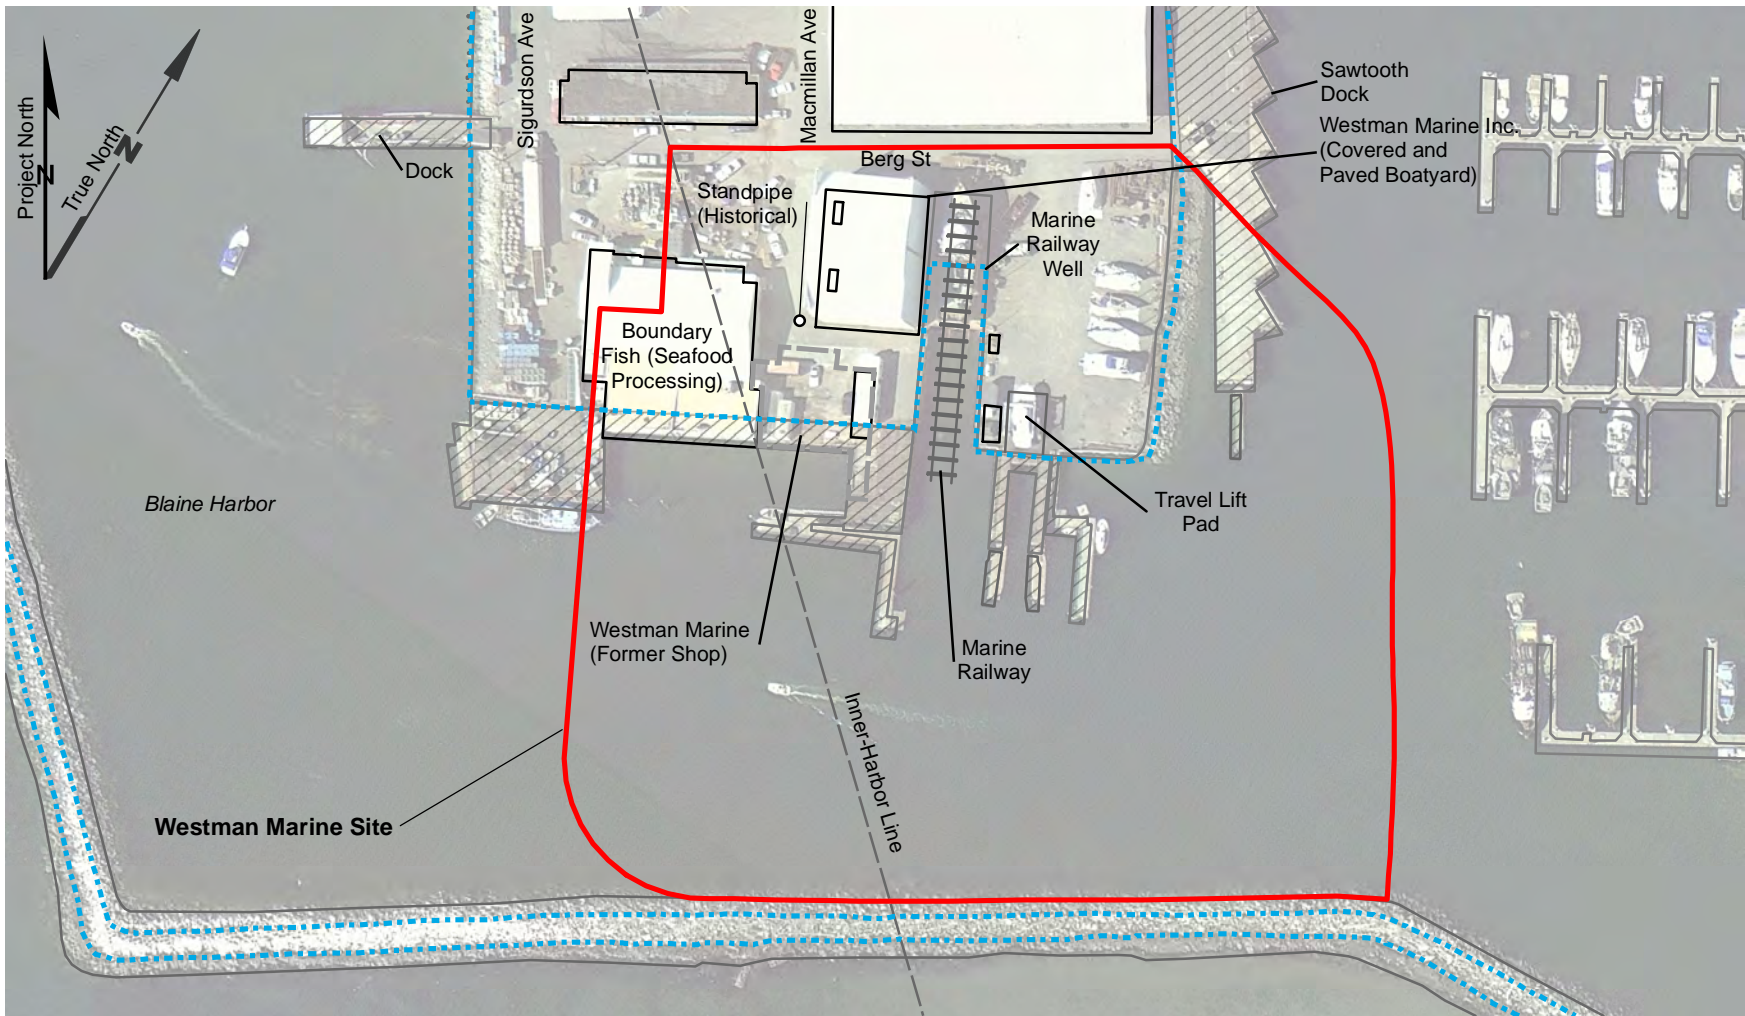 Project North
N
True North
N
Sigurdson Ave
Macmillan Ave
Berg St
Dock
Sawtooth
Dock
Westman Marine Inc.
(Covered and
Paved Boatyard)
Standpipe
(Historical)
Marine
Railway
Well
Boundary
Fish (Seafood
Processing)
Blaine Harbor
Travel Lift
Pad
Westman Marine
(Former Shop)
Marine
Railway
Inner-Harbor Line
Westman Marine Site